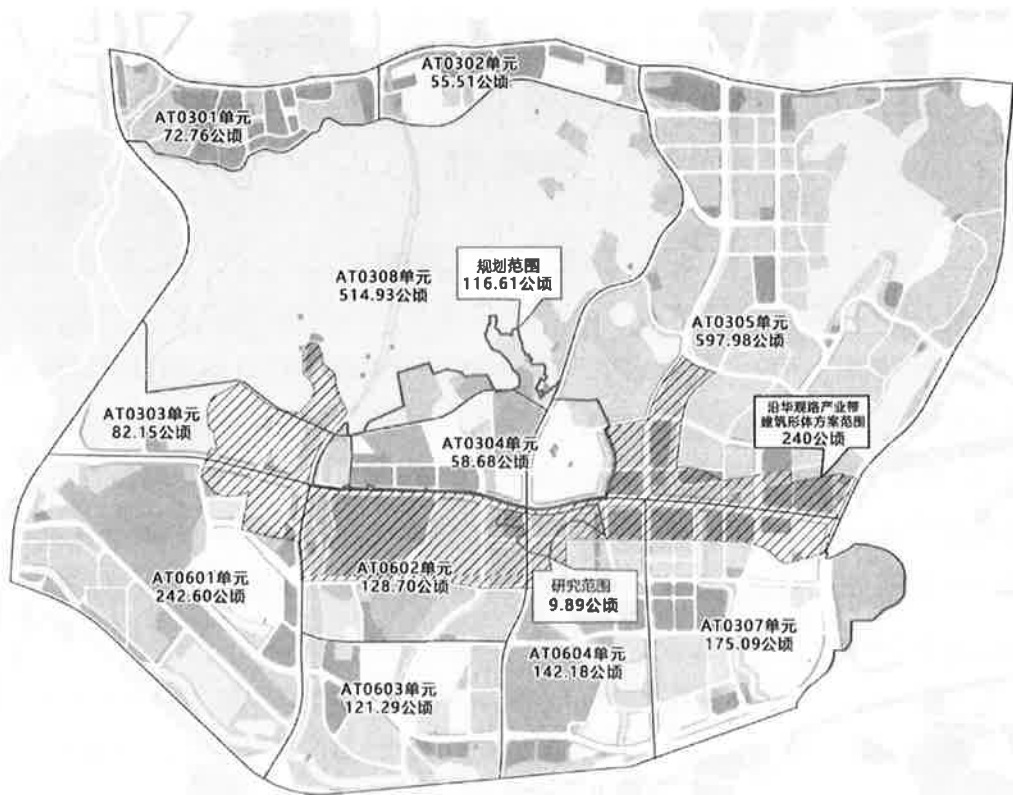 AT0302单元
55.51公顷
AT0301单元
72.76公顷
规划范围
116.61公顷
AT0308单元
514.93公顷
AT0305单元
597.98公顷
沿华观路产业带
建筑形体方案范围
240公顷
AT0303单元
82.15公顷
AT0304单元
58.68公顷
AT0601单元
242.60公顷
AT0602单元
128.70公顷
研究范围
9.89公顷
AT0307单元
175.09公顷
AT0604单元
142.18公顷
AT0603单元
121.29公顷